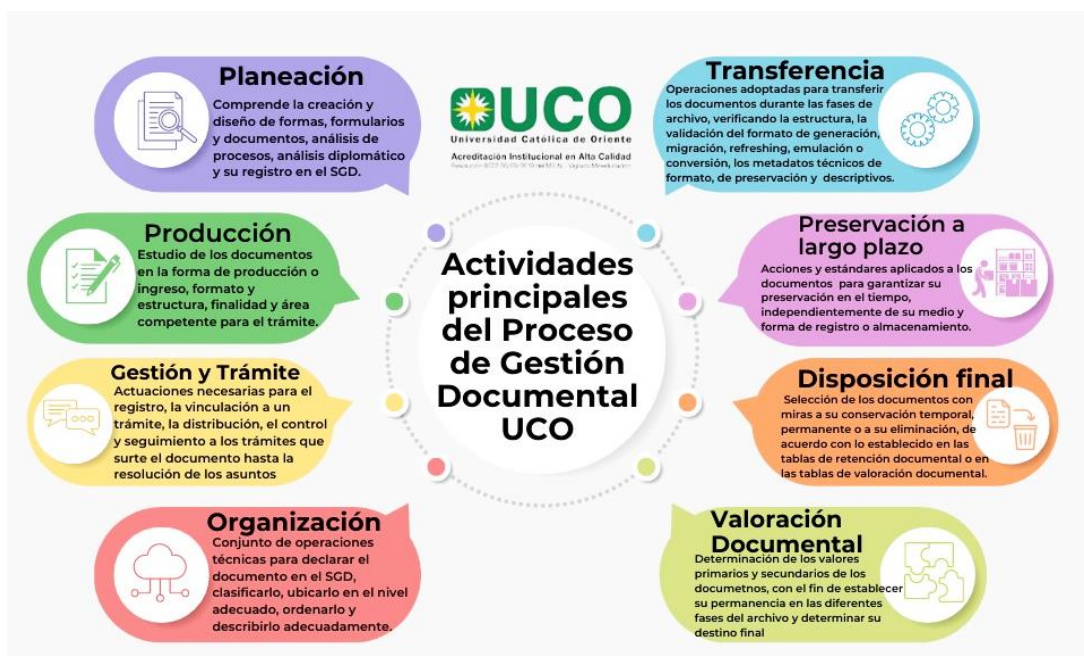 Planeación
Comprende la creación y
diseño de formas, formularios
y documentos, análisis de
procesos, análisis diplomático
y su registro en el SGD.
Producción
Estudio de los documentos
en la forma de producción o
ingreso, formato y
estructura, finalidad y área
competente para el trámite.
Gestión y Trámite
Actuaciones necesarias para el
registro, la vinculación a un
trámite, la distribución, el control
y seguimiento a los trámites que
surte el documento hasta la
resolución de los asuntos
Organización
Conjunto de operaciones
técnicas para declarar el
documento en el SGD,
clasificarlo, ubicarlo en el nivel
adecuado, ordenarlo y
describirlo adecuadamente.
UCO
Universidad Católica de Oriente
Acreditación Institucional en Alta Calidad
Actividades
principales
del Proceso
de Gestión
Documental
UCO
Transferencia
Operaciones adoptadas para transferir
los documentos durante las fases de
archivo, verificando la estructura, la
validación del formato de generación,
migración, refreshing, emulación o
conversión, los metadatos técnicos de
formato, de preservación y descriptivos.
Preservación a
largo plazo
Acciones y estándares aplicados a los
documentos para garantizar su
preservación en el tiempo,
independientemente de su medio y
forma de registro o almacenamiento.
Disposición final
Selección de los documentos con
miras a su conservación temporal,
permanente o a su eliminación, de
acuerdo con lo establecido en las
tablas de retención documental o en
las tablas de valoración documental.
Valoración
Documental
Determinación de los valores
primarios y secundarios de los
documetnos, con el fin de establecer
su permanencia en las diferentes
fases del archivo y determinar su
destino final